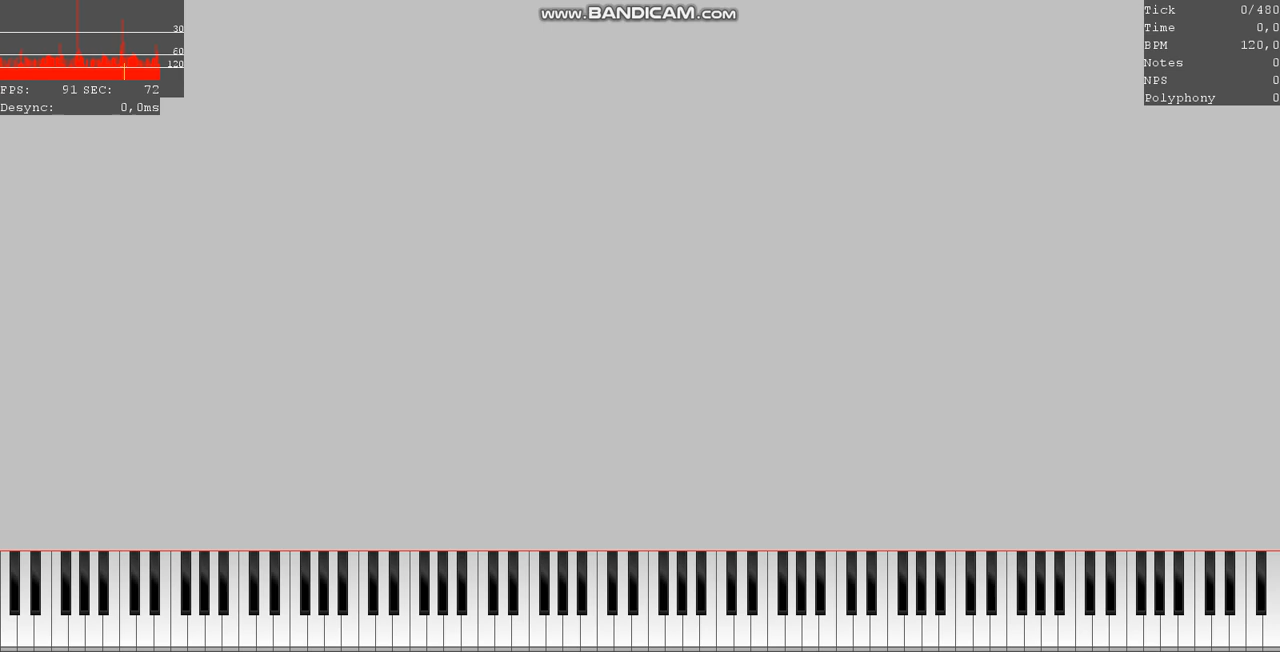 www.BANDICAM.com
30
60
120
FPS: 91 SEC: 72
Desync: 0,0ms
Tick 0/480
Time 0,0
BPM 120,0
Notes 0
NPS 0
Polyphony 0